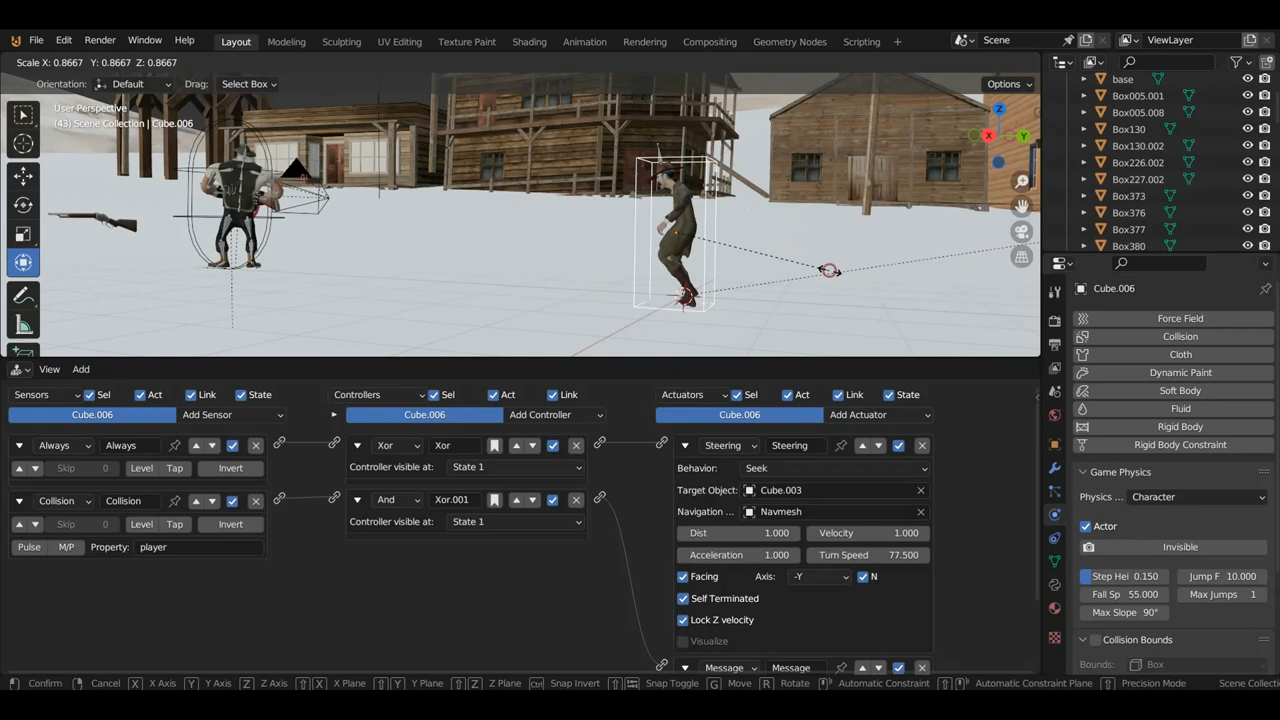 File Edit Render Window Help Layout Modeling Sculpting UV Editing Texture Paint Shading Animation Rendering Compositing Geometry Nodes Scripting + Scene ViewLayer
Scale X: 0.8667 Y: 0.8667 Z: 0.8667
Orientation: Default Drag: Select Box Options
User Perspective
(43) Scene Collection | Cube.006
Z
X Y
base
Box005.001
Box005.008
Box130
Box130.002
Box226.002
Box227.002
Box373
Box376
Box377
Box380
Cube.006
Force Field
Collision
Cloth
Dynamic Paint
Soft Body
Fluid
Rigid Body
Rigid Body Constraint
Game Physics
Physics ... Character
Actor
Invisible
Step Hei 0.150 Jump F 10.000
Fall Sp 55.000 Max Jumps 1
Max Slope 90°
Collision Bounds
Bounds: Box
View Add
Sensors Sel Act Link State Controllers Sel Act Link Actuators Sel Act Link State
Cube.006 Add Sensor Cube.006 Add Controller Cube.006 Add Actuator
Always Always Xor Xor Steering Steering
Skip 0 Level Tap Invert Controller visible at: State 1 Behavior: Seek
Collision Collision And Xor.001 Target Object: Cube.003
Skip 0 Level Tap Invert Controller visible at: State 1 Navigation ... Navmesh
Pulse M/P Property: player Dist 1.000 Velocity 1.000
Acceleration 1.000 Turn Speed 77.500
Facing Axis: -Y N
Self Terminated
Lock Z velocity
Visualize
Message Message
Confirm Cancel X X Axis Y Y Axis Z Z Axis X X Plane Y Y Plane Z Z Plane Ctrl Snap Invert Snap Toggle G Move R Rotate Automatic Constraint Automatic Constraint Plane Precision Mode Scene Collectio